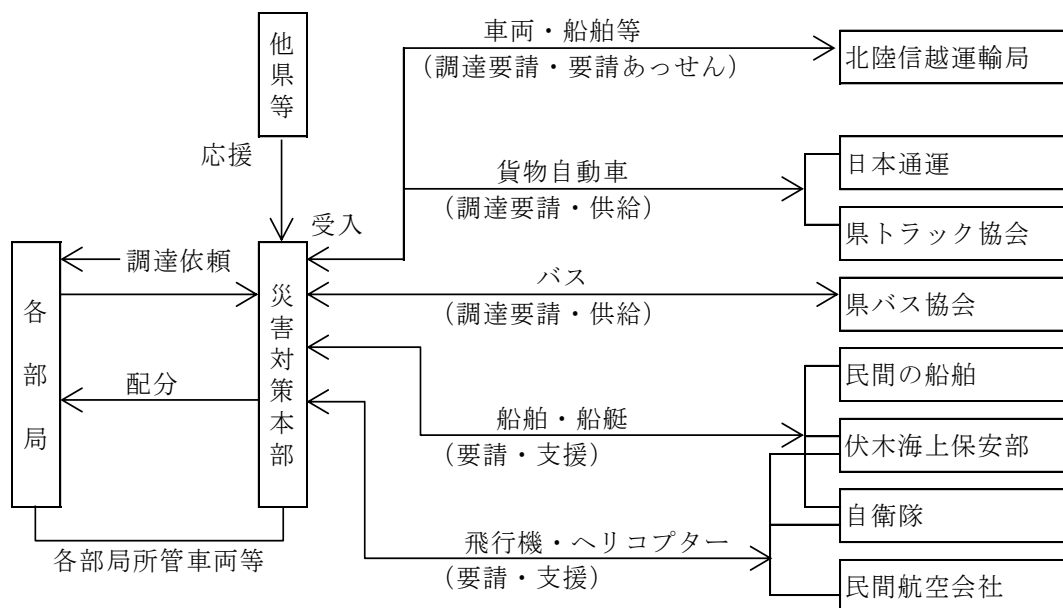 他県等
応援
受入
車両・船舶等
（調達要請・要請あっせん）
北陸信越運輸局
貨物自動車
（調達要請・供給）
日本通運
県トラック協会
各部局
調達依頼
配分
災害対策本部
バス
（調達要請・供給）
県バス協会
船舶・船艇
（要請・支援）
民間の船舶
伏木海上保安部
自衛隊
飛行機・ヘリコプター
（要請・支援）
民間航空会社
各部局所管車両等